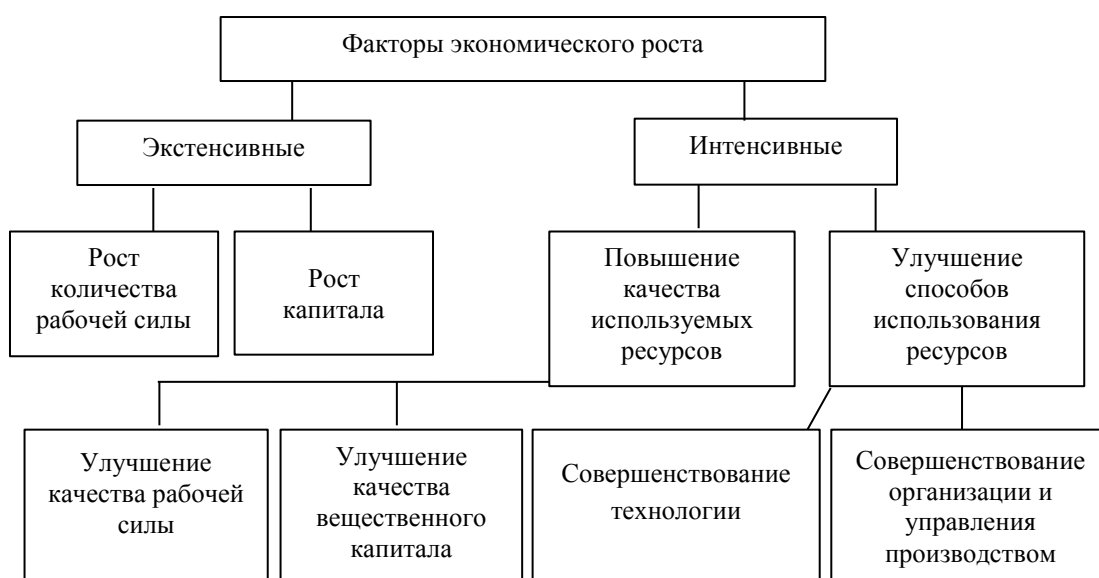 Факторы экономического роста
Экстенсивные
Интенсивные
Рост
количества
рабочей силы
Рост
капитала
Повышение
качества
используемых
ресурсов
Улучшение
способов
использования
ресурсов
Улучшение
качества рабочей
силы
Улучшение
качества
вещественного
капитала
Совершенствование
технологии
Совершенствование
организации и
управления
производством